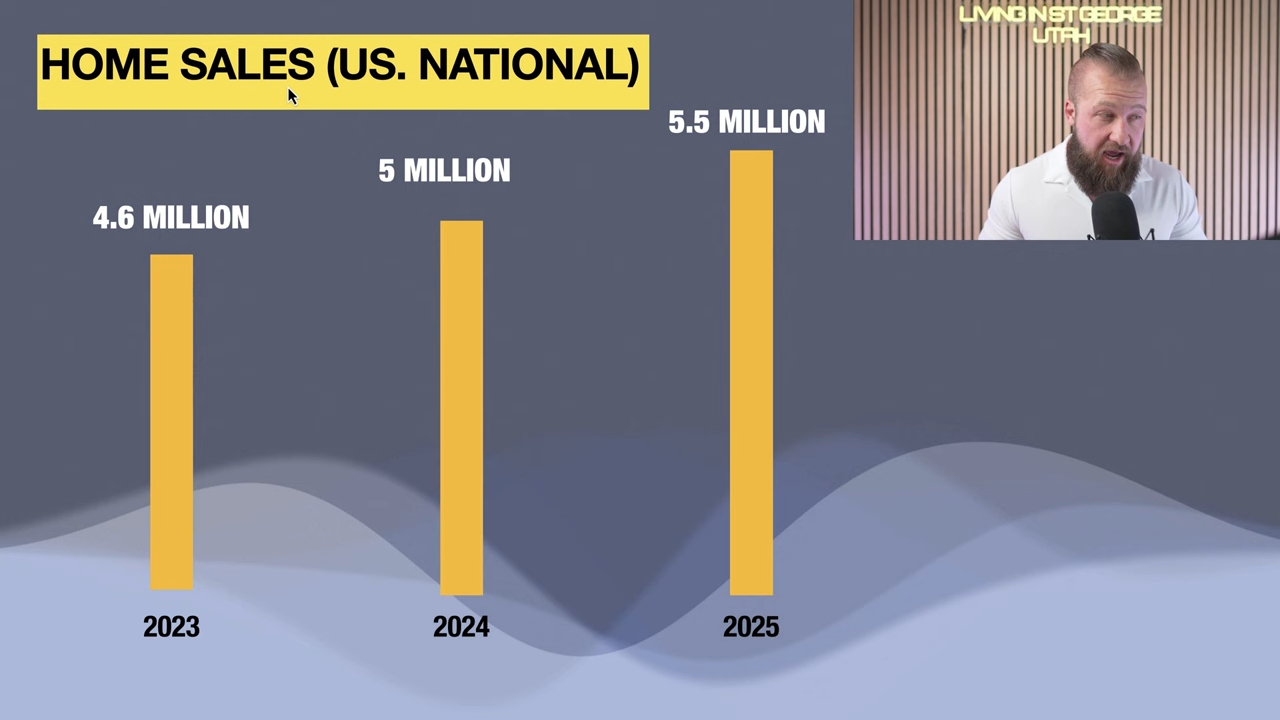 HOME SALES (US. NATIONAL)
LIVING IN ST GEORGE
UTAH
5.5 MILLION
5 MILLION
4.6 MILLION
2023
2024
2025